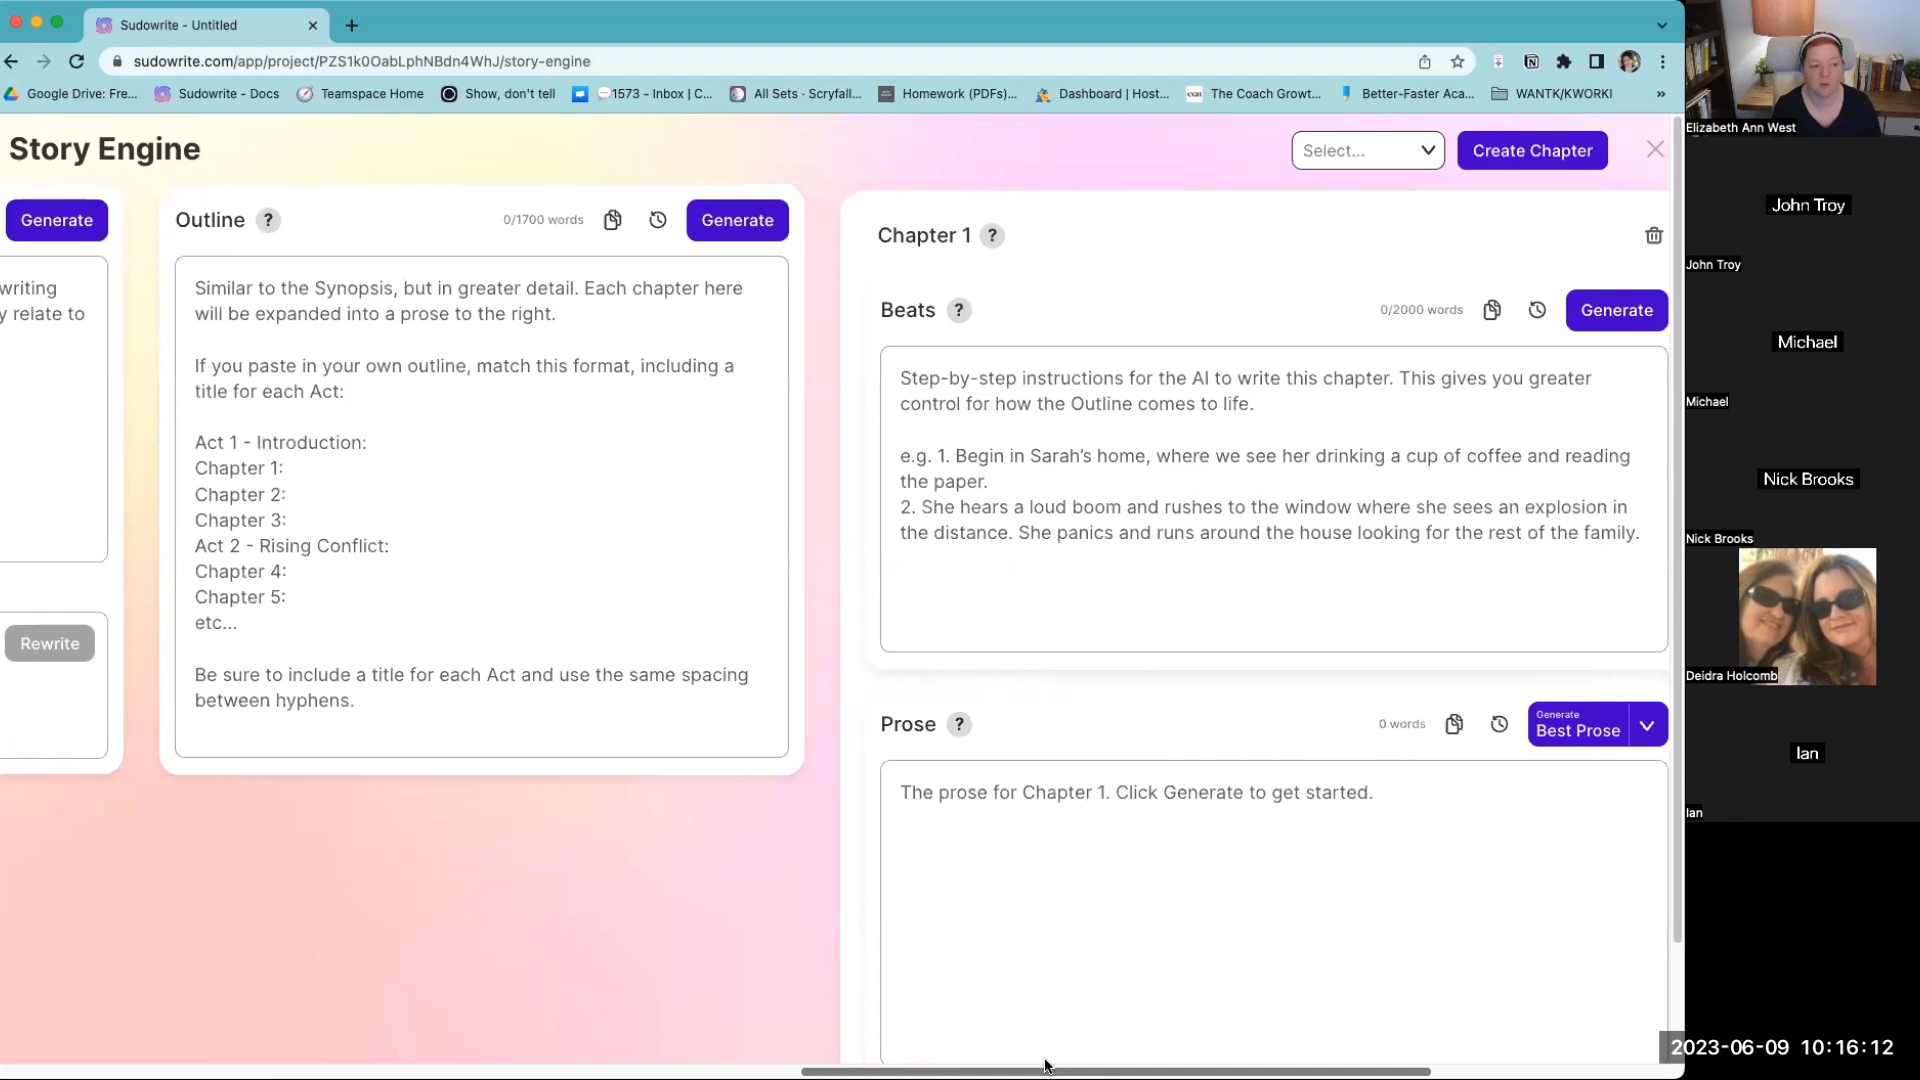 Sudowrite - Untitled
sudowrite.com/app/project/PZS1k0OabLphNBdn4WhJ/story-engine
Google Drive: Fre...
Sudowrite - Docs
Teamspace Home
Show, don't tell
1573 - Inbox | C...
All Sets - Scryfall...
Homework (PDFs)...
Dashboard | Host...
The Coach Growt...
Better-Faster Aca...
WANTK/KWORKI
»
Story Engine
Select...
Create Chapter
Generate
writing
y relate to
Rewrite
Outline ?
0/1700 words
Generate
Similar to the Synopsis, but in greater detail. Each chapter here
will be expanded into a prose to the right.
If you paste in your own outline, match this format, including a
title for each Act:
Act 1 - Introduction:
Chapter 1:
Chapter 2:
Chapter 3:
Act 2 - Rising Conflict:
Chapter 4:
Chapter 5:
etc...
Be sure to include a title for each Act and use the same spacing
between hyphens.
Chapter 1 ?
Beats ?
0/2000 words
Generate
Step-by-step instructions for the AI to write this chapter. This gives you greater
control for how the Outline comes to life.
e.g. 1. Begin in Sarah's home, where we see her drinking a cup of coffee and reading
the paper.
2. She hears a loud boom and rushes to the window where she sees an explosion in
the distance. She panics and runs around the house looking for the rest of the family.
Prose ?
0 words
Generate
Best Prose
The prose for Chapter 1. Click Generate to get started.
Elizabeth Ann West
John Troy
John Troy
Michael
Michael
Nick Brooks
Nick Brooks
Deidra Holcomb
Ian
Ian
2023-06-09 10:16:12